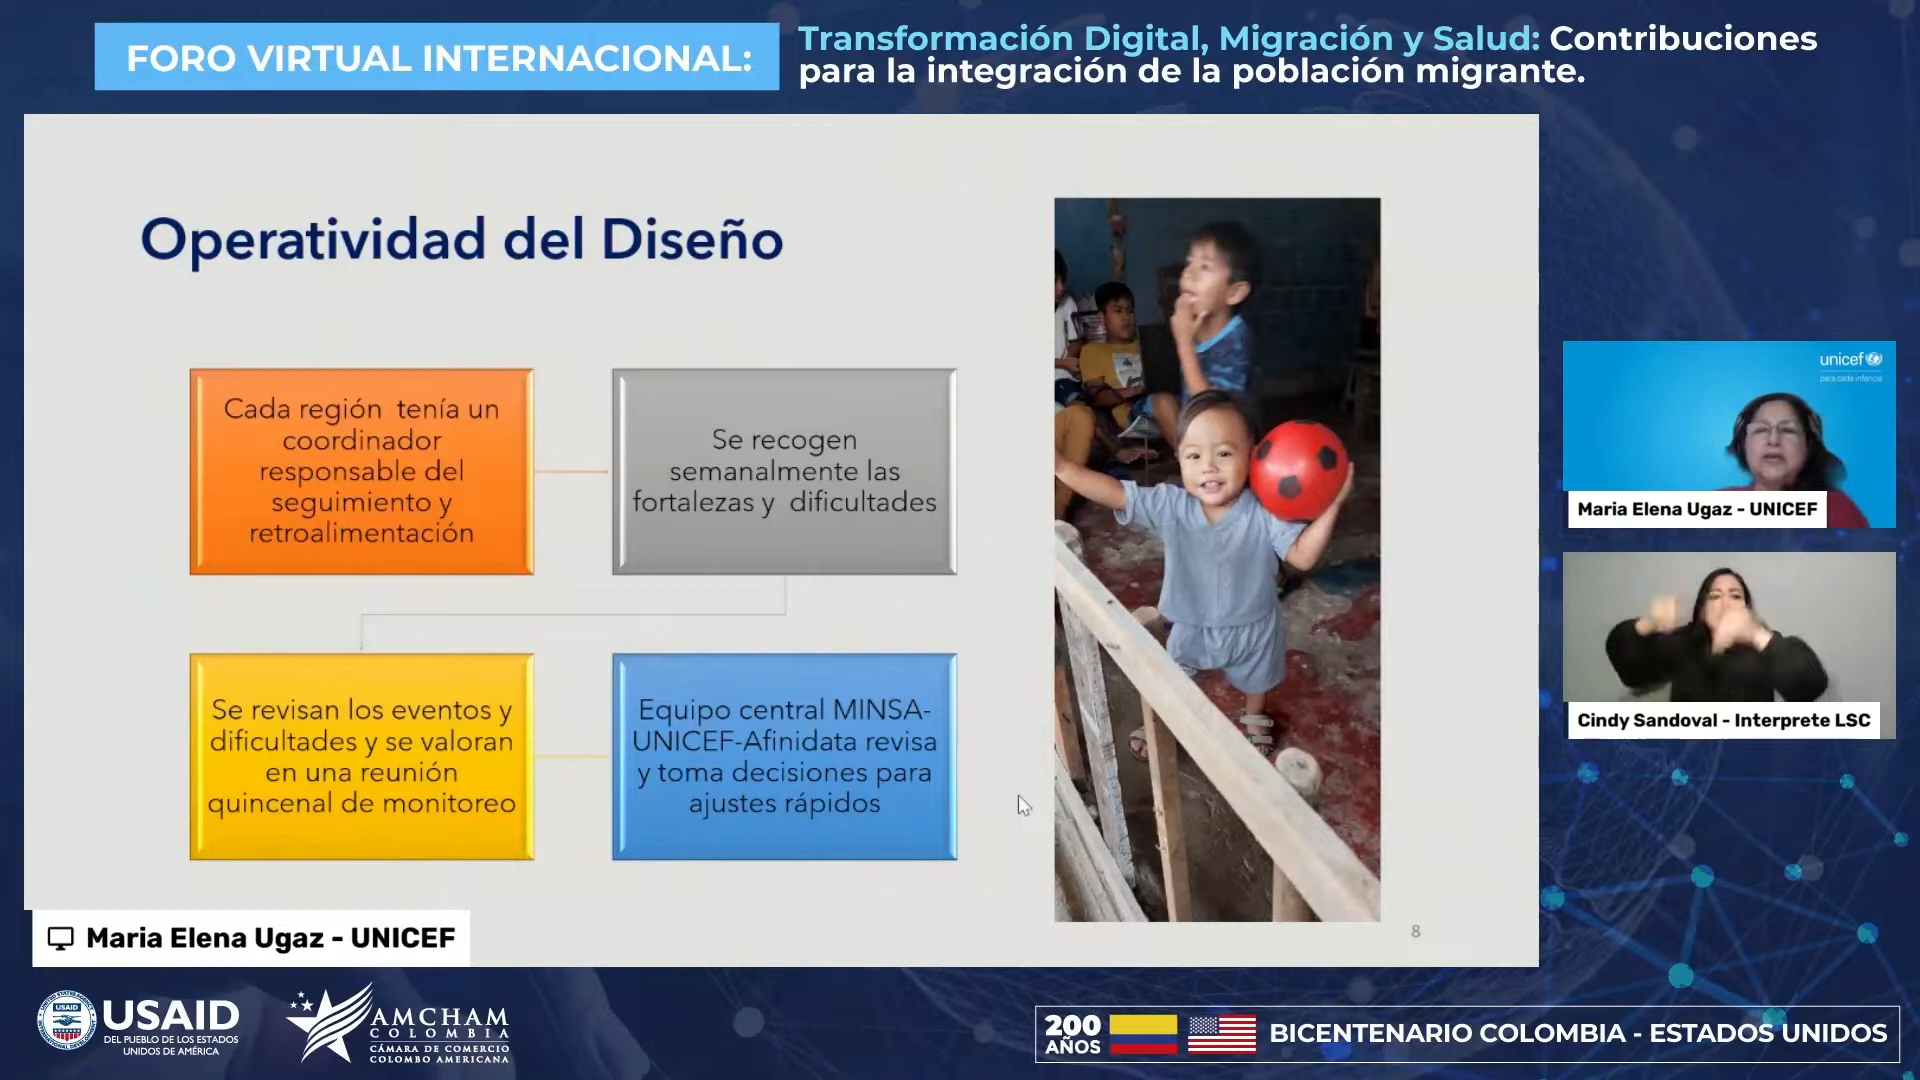 FORO VIRTUAL INTERNACIONAL:
Transformación Digital, Migración y Salud: Contribuciones
para la integración de la población migrante.
Operatividad del Diseño
Cada región tenía un
coordinador
responsable del
seguimiento y
retroalimentación
Se recogen
semanalmente las
fortalezas y dificultades
Se revisan los eventos y
dificultades y se valoran
en una reunión
quincenal de monitoreo
Equipo central MINSA-
UNICEF-Afinidata revisa
y toma decisiones para
ajustes rápidos
8
Maria Elena Ugaz - UNICEF
unicef
para cada infancia
Maria Elena Ugaz - UNICEF
Cindy Sandoval - Interprete LSC
USAID
USAID
DEL PUEBLO DE LOS ESTADOS
UNIDOS DE AMÉRICA
AMCHAM
COLOMBIA
CÁMARA DE COMERCIO
COLOMBO AMERICANA
200
AÑOS
BICENTENARIO COLOMBIA - ESTADOS UNIDOS